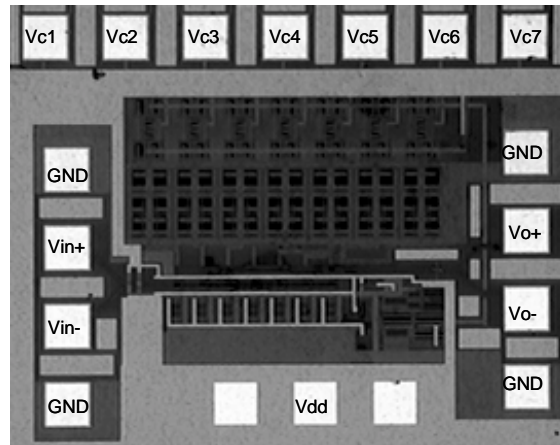 Vc1 Vc2 Vc3 Vc4 Vc5 Vc6 Vc7
GND
GND
Vin+
Vo+
Vin-
Vo-
GND
Vdd
GND